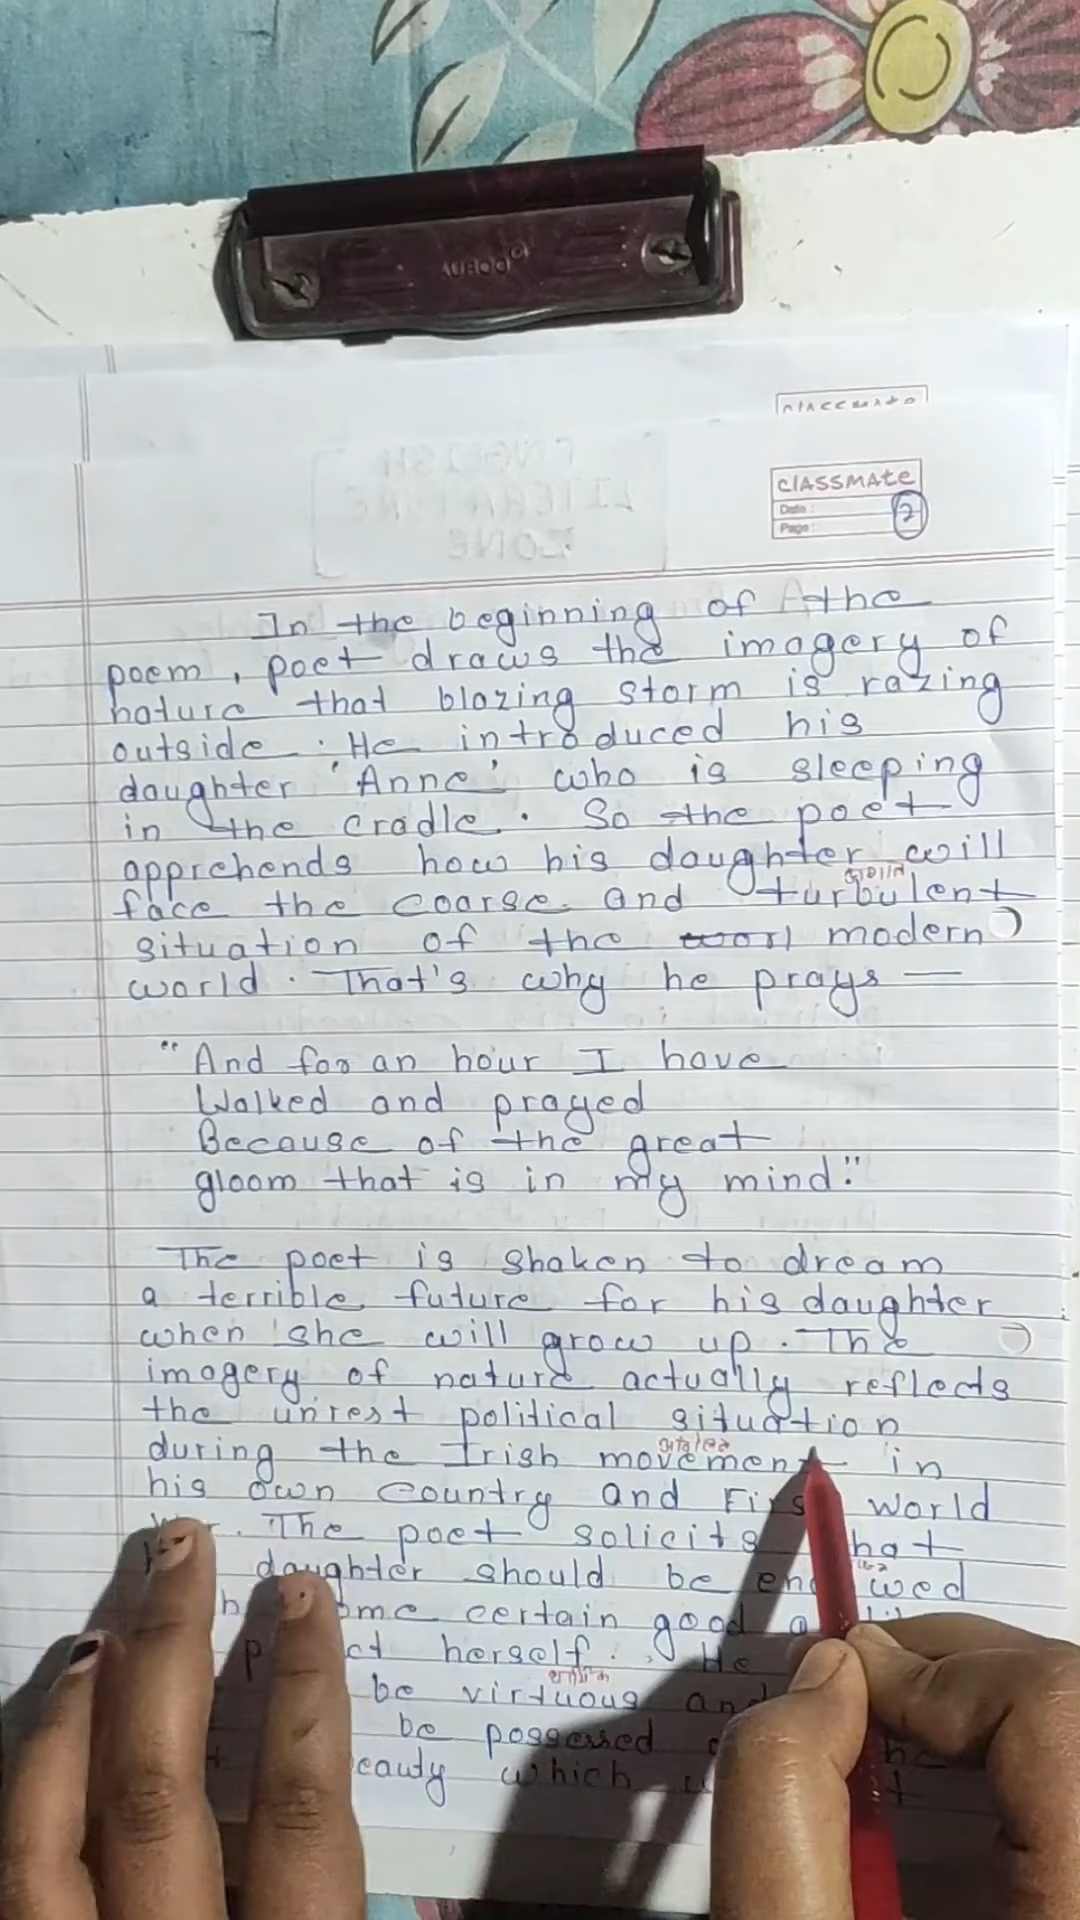 CLASSMATE
Date :
Page :
2
In the beginning of the
poem, poet draws the imagery of
nature that blazing storm is razing
outside. He introduced his
daughter 'Anne' who is sleeping
in the cradle. So the poet
apprehends how his daughter will
face the coarse and turbulent
situation of the modern
world. That's why he prays —
"And for an hour I have
Walked and prayed
Because of the great
gloom that is in my mind."
The poet is shaken to dream
a terrible future for his daughter
when she will grow up. The
imagery of nature actually reflects
the unrest political situation
during the Irish movement in
his own country and First World
The poet solicits that
daughter should be endowed
certain good
herself. He
be virtuous and
be possessed
beauty which